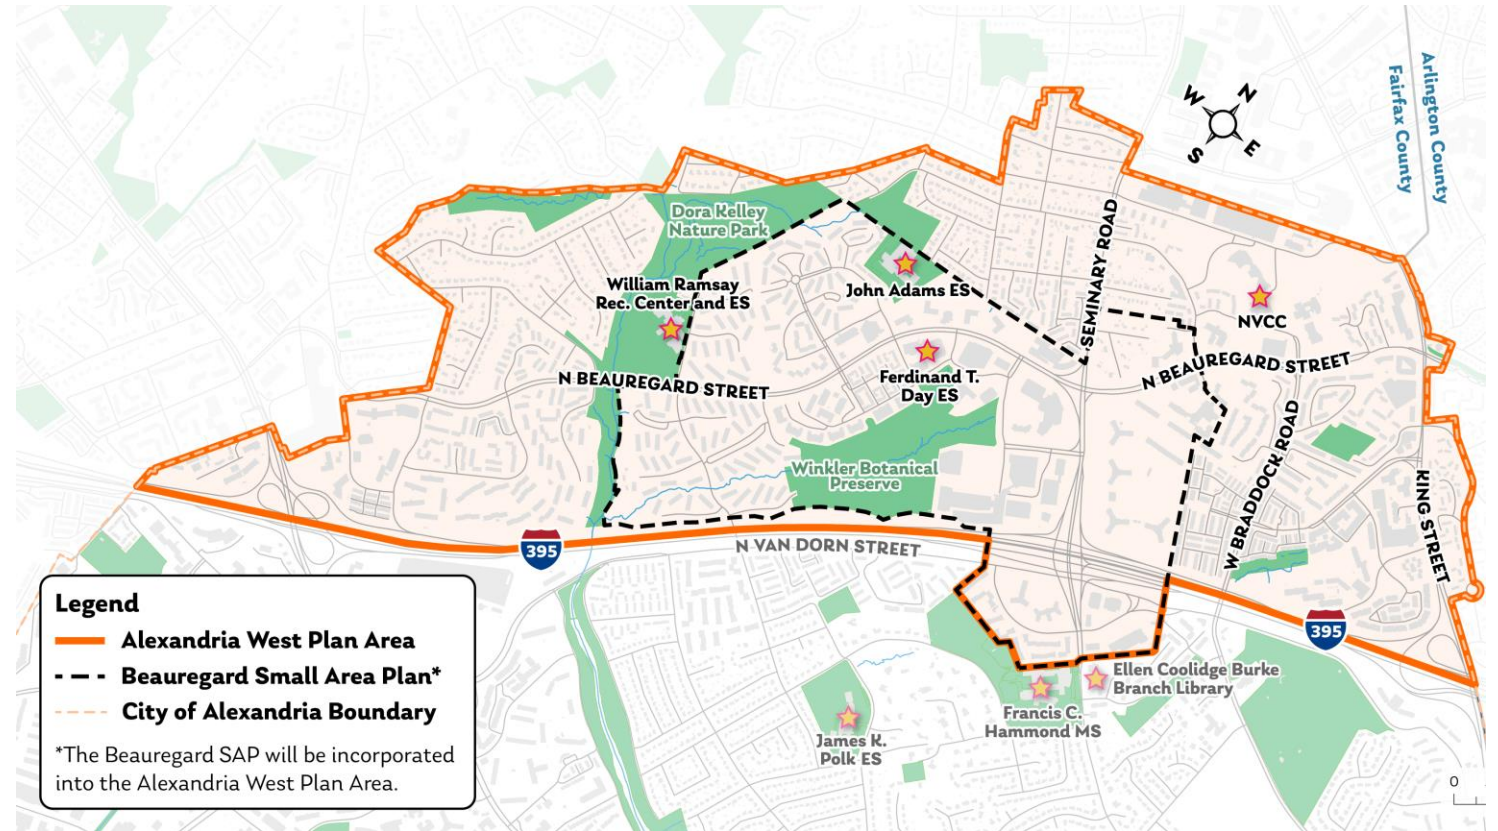 Arlington County
Fairfax County
N
W
E
S
Dora Kelley
Nature Park
SEMINARY ROAD
William Ramsay
Rec. Center and ES
John Adams ES
NVCC
N BEAUREGARD STREET
N BEAUREGARD STREET
Ferdinand T.
Day ES
W BRADDOCK ROAD
KING STREET
Winkler Botanical
Preserve
395
N VAN DORN STREET
395
Ellen Coolidge Burke
Branch Library
Francis C.
Hammond MS
James K.
Polk ES
0
Legend
Alexandria West Plan Area
Beauregard Small Area Plan*
City of Alexandria Boundary
*The Beauregard SAP will be incorporated
into the Alexandria West Plan Area.